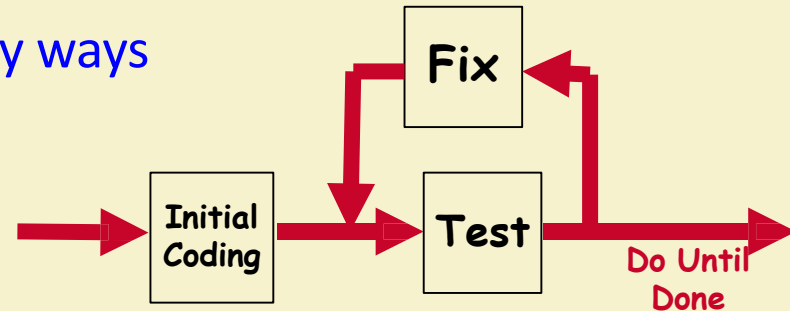 y ways
Fix
Initial
Coding
Test
Do Until
Done